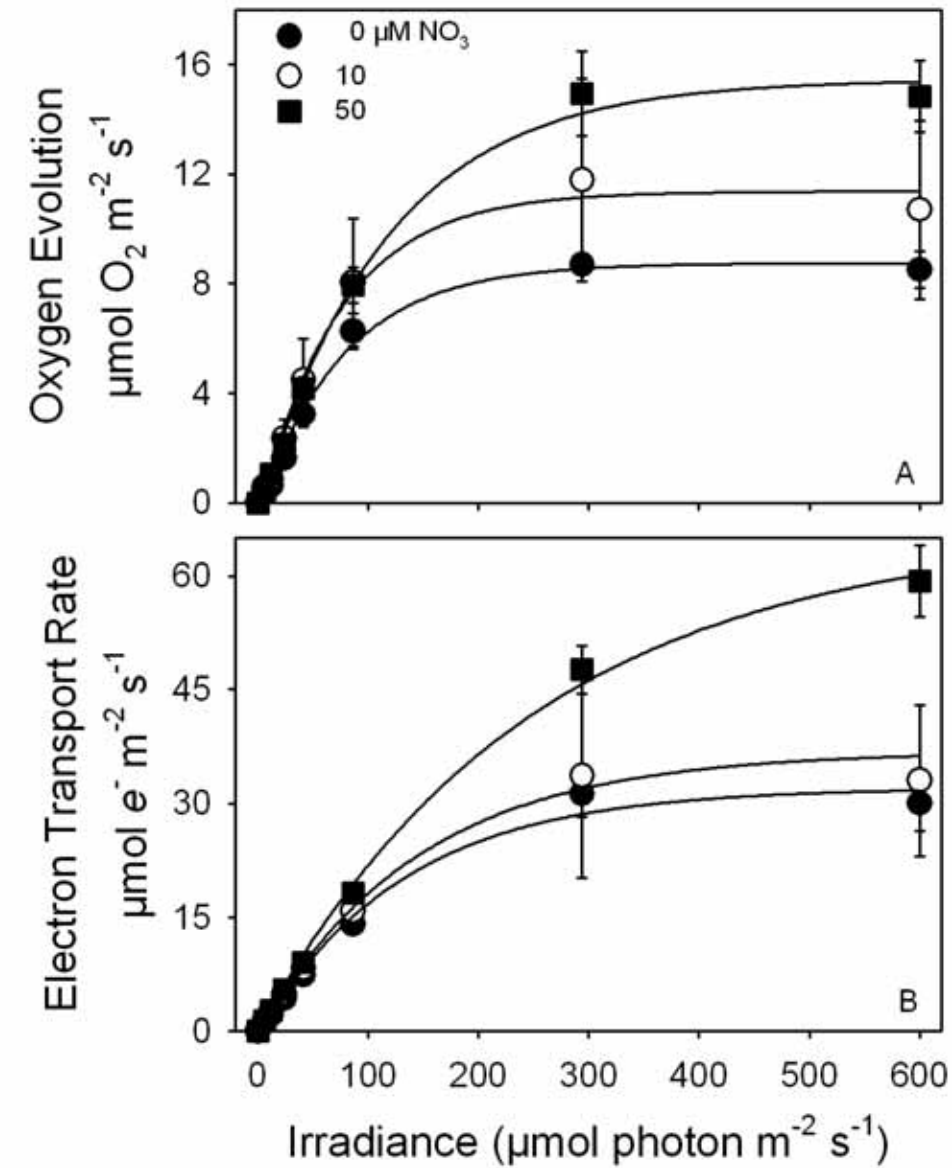 0 µM NO₃
10
50
16
12
8
4
0
Oxygen Evolution
µmol O₂ m⁻² s⁻¹
A
60
45
30
15
0
Electron Transport Rate
µmol e⁻ m⁻² s⁻¹
B
0 100 200 300 400 500 600
Irradiance (µmol photon m⁻² s⁻¹)